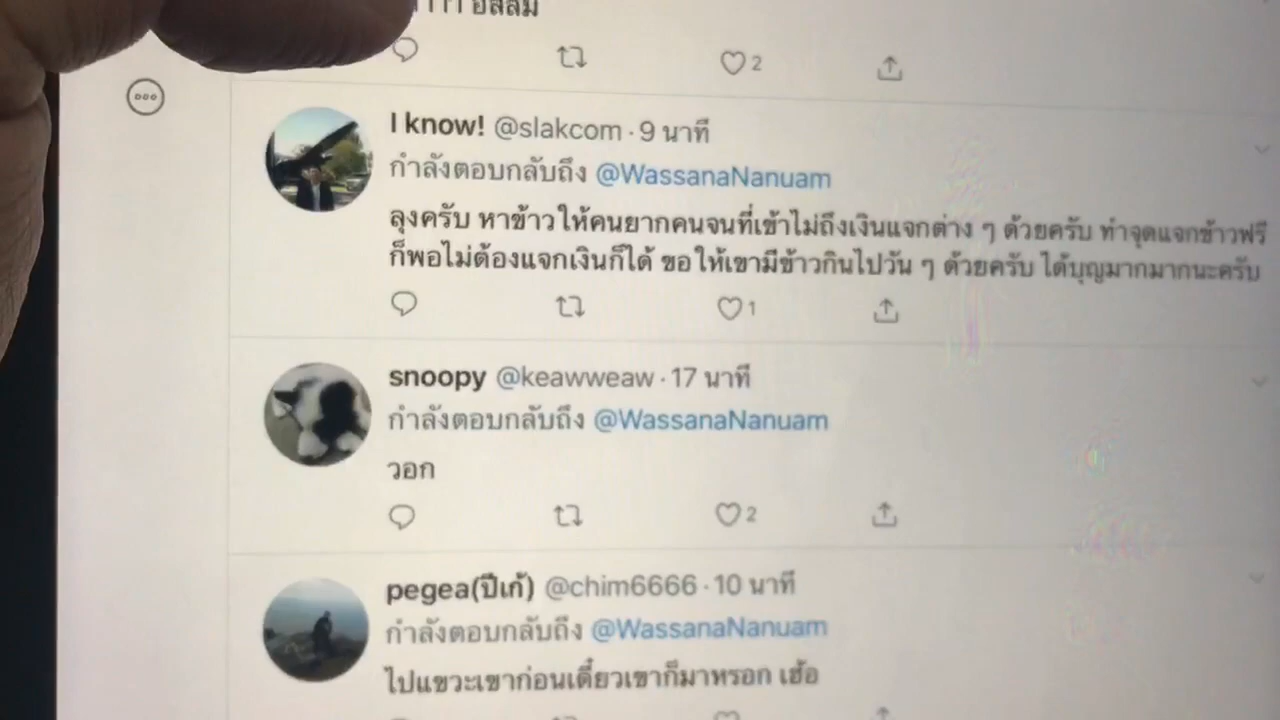 2
I know! @slakcom · 9 นาที
กำลังตอบกลับถึง @WassanaNanuam
ลุงครับ หาข้าวให้คนยากคนจนที่เข้าไม่ถึงเงินแจกต่าง ๆ ด้วยครับ ทำจุดแจกข้าวฟรี
ก็พอไม่ต้องแจกเงินก็ได้ ขอให้เขามีข้าวกินไปวัน ๆ ด้วยครับ ได้บุญมากมากนะครับ
1
snoopy @keawweaw · 17 นาที
กำลังตอบกลับถึง @WassanaNanuam
วอก
2
pegea(ปีเก้) @chim6666 · 10 นาที
กำลังตอบกลับถึง @WassanaNanuam
ไปแขวะเขาก่อนเดี๋ยวเขาก็มาหรอก เฮ้อ